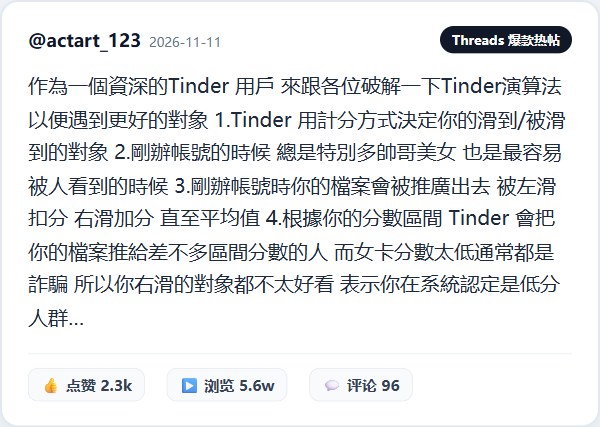 @actart_123 2026-11-11
Threads 爆款热帖
作為一個資深的Tinder 用戶 來跟各位破解一下Tinder演算法
以便遇到更好的對象 1.Tinder 用計分方式決定你的滑到/被滑
到的對象 2.剛辦帳號的時候 總是特別多帥哥美女 也是最容易
被人看到的時候 3.剛辦帳號時你的檔案會被推廣出去 被左滑
扣分 右滑加分 直至平均值 4.根據你的分數區間 Tinder 會把
你的檔案推給差不多區間分數的人 而女卡分數太低通常都是
詐騙 所以你右滑的對象都不太好看 表示你在系統認定是低分
人群...
👍 点赞 2.3k
▶️ 浏览 5.6w
💬 评论 96